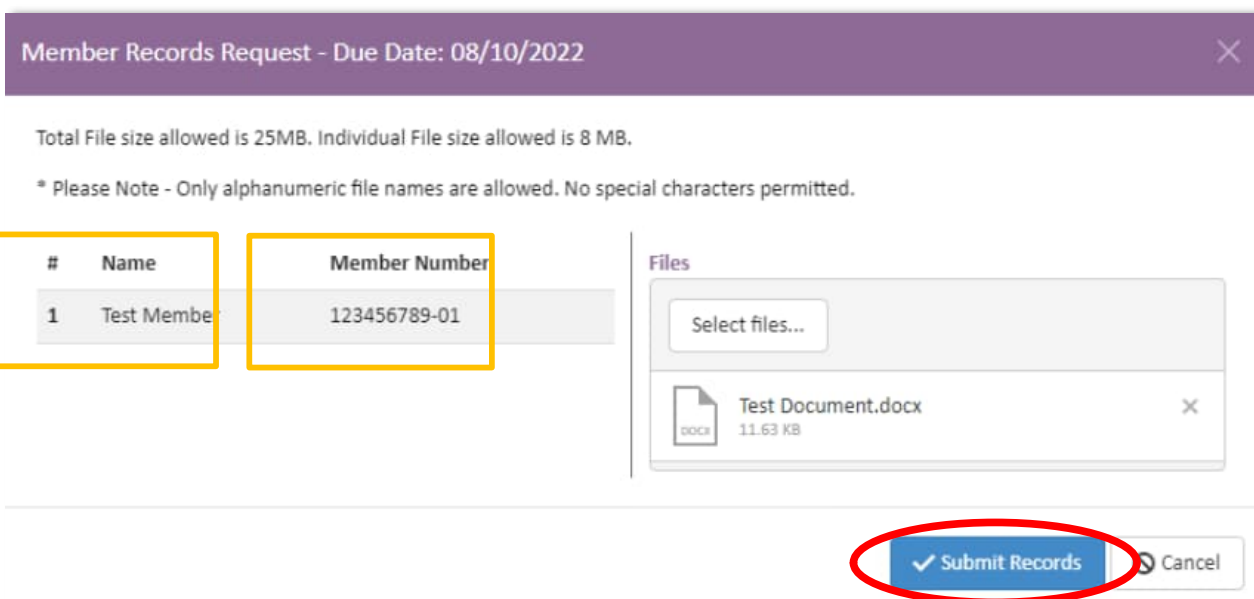 Member Records Request - Due Date: 08/10/2022
Total File size allowed is 25MB. Individual File size allowed is 8 MB.
* Please Note - Only alphanumeric file names are allowed. No special characters permitted.
# Name Member Number
1 Test Member 123456789-01
Files
Select files...
DOCX
Test Document.docx
11.63 KB
Submit Records
Cancel